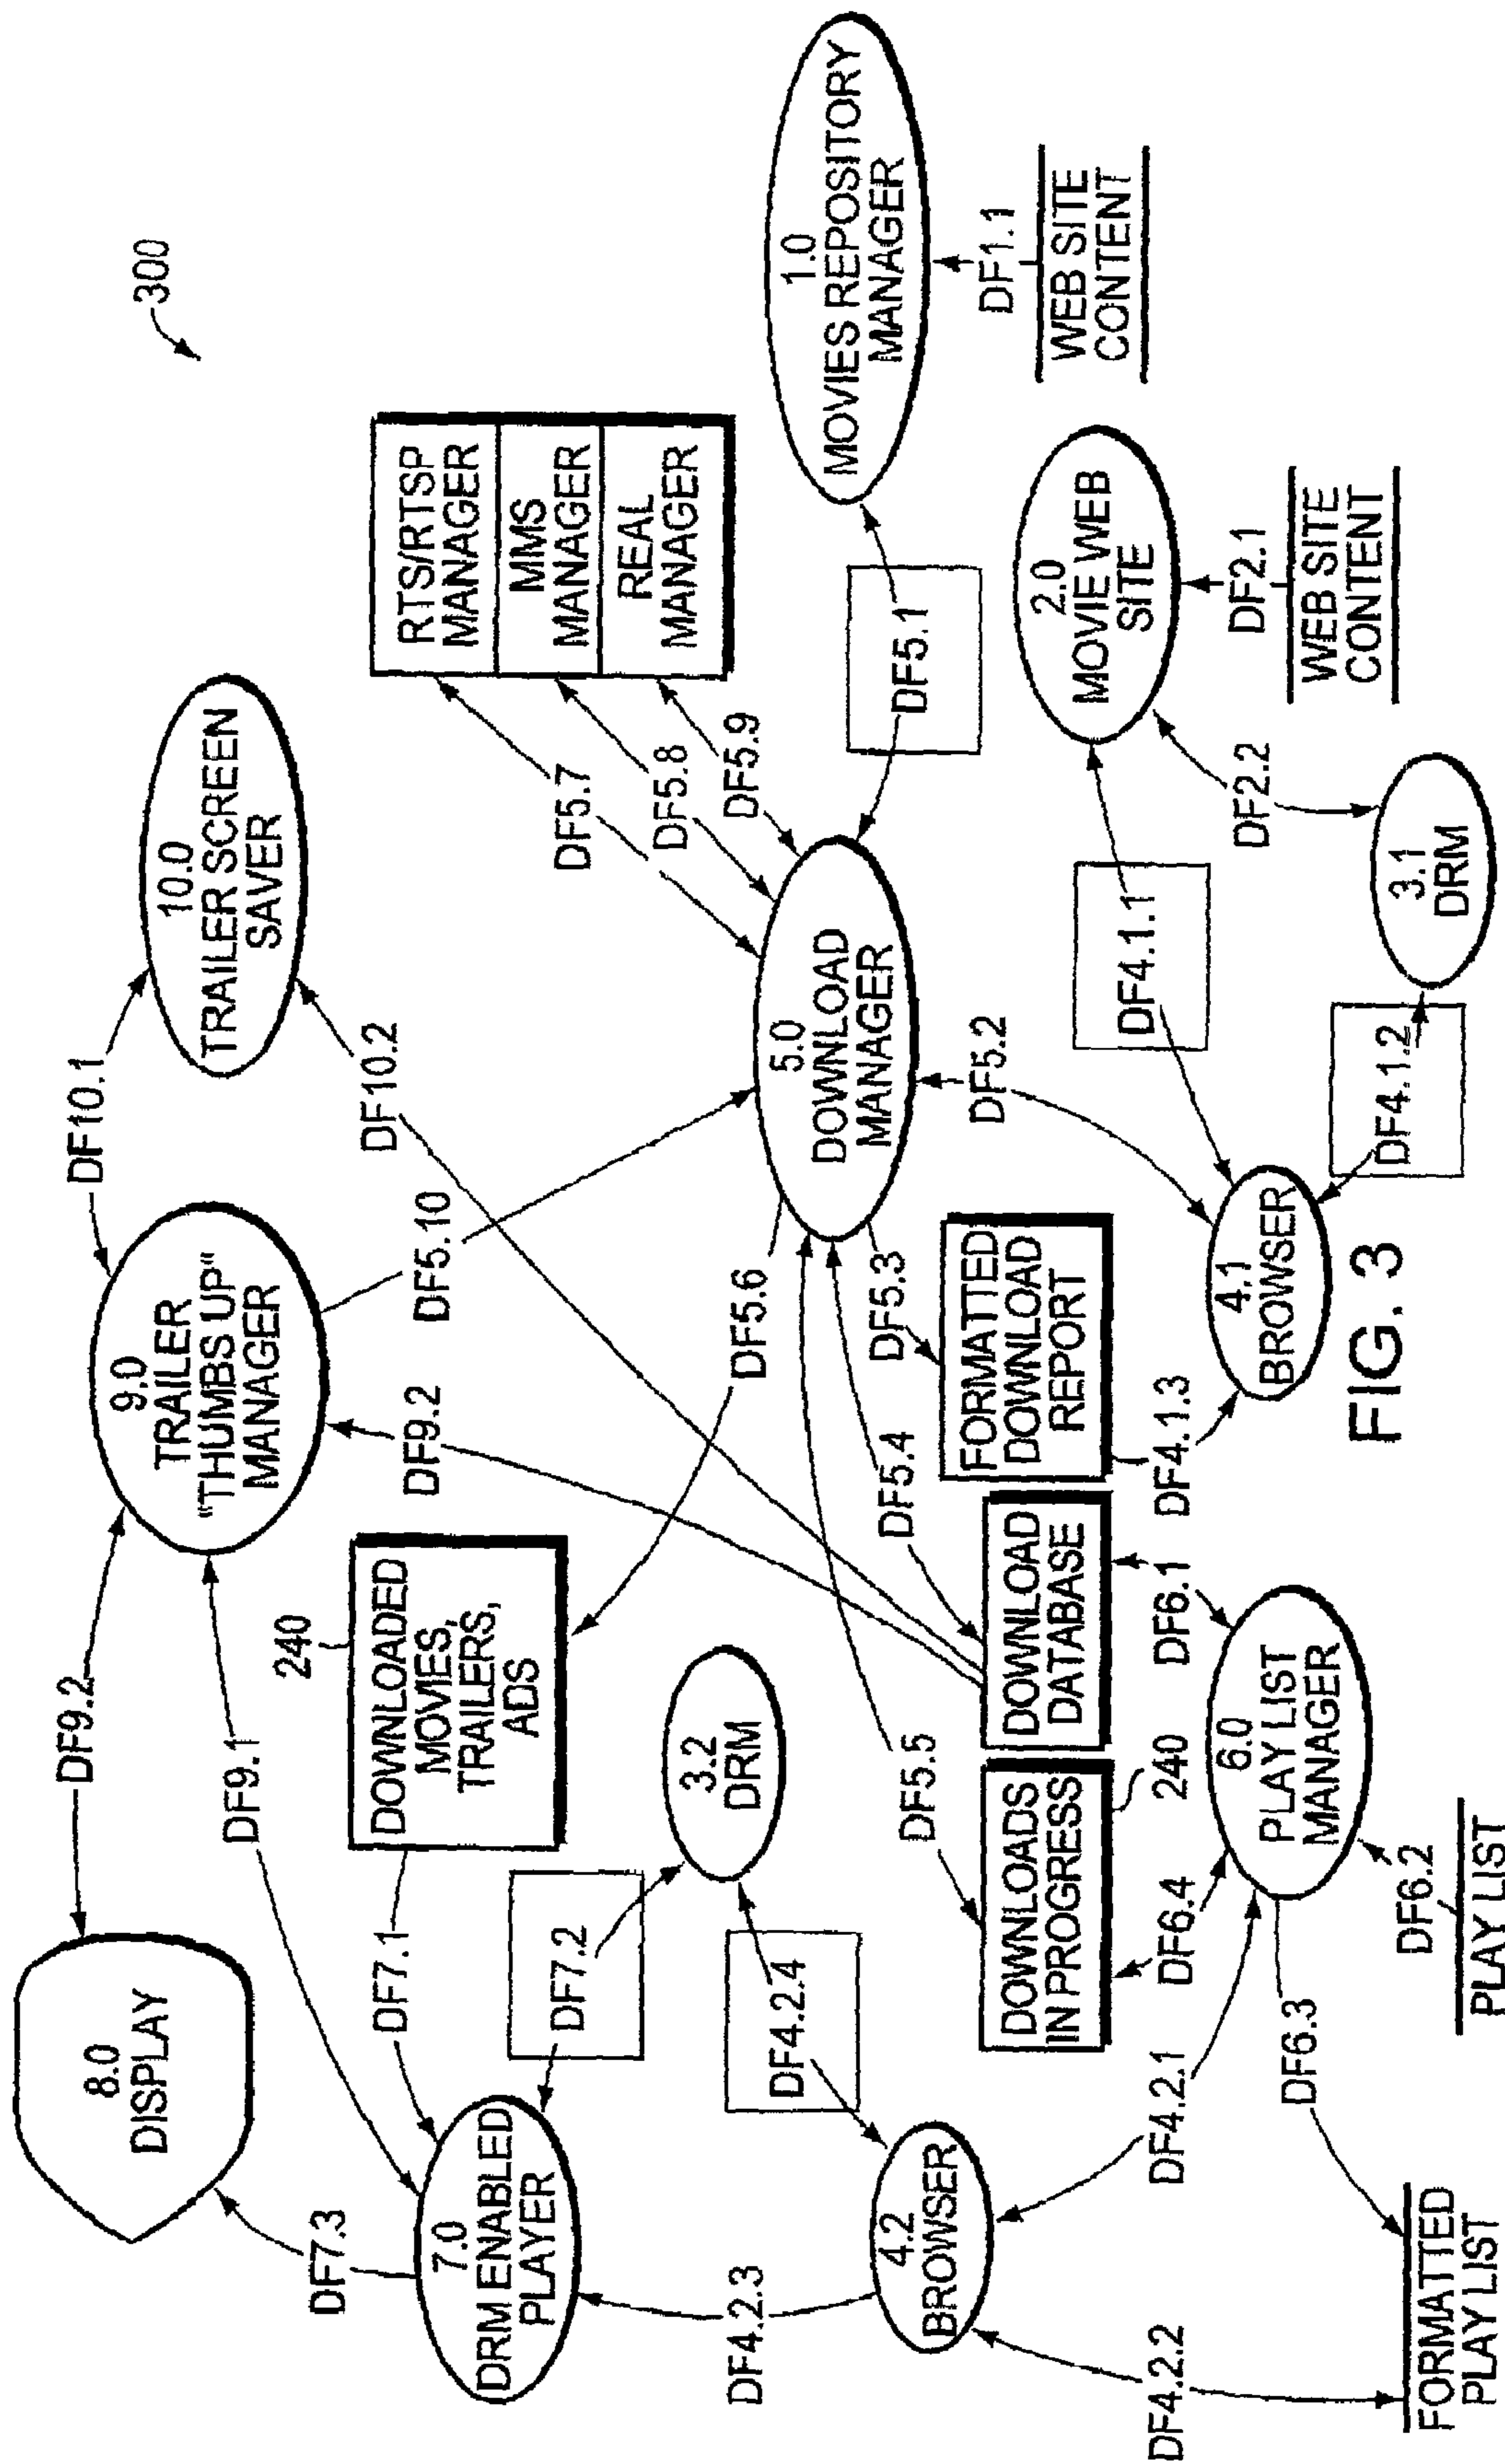 300
8.0
DISPLAY
DF9.2
9.0
TRAILER
"THUMBS UP"
MANAGER
DF10.1
10.0
TRAILER SCREEN
SAVER
DF7.3
DF9.1
240
DOWNLOADED
MOVIES,
TRAILERS,
ADS
DF9.2
DF5.10
DF10.2
RTS/RTSP
MANAGER
MMS
MANAGER
REAL
MANAGER
7.0
DRM ENABLED
PLAYER
DF7.1
DF7.2
3.2
DRM
DF5.6
DF5.7
DF5.8
DF5.9
DF4.2.3
DF4.2.4
5.0
DOWNLOAD
MANAGER
DF5.1
1.0
MOVIES REPOSITORY
MANAGER
DF1.1
WEB SITE
CONTENT
4.2
BROWSER
DF5.5
DF5.4
DF5.3
DF5.2
DOWNLOADS
IN PROGRESS
DOWNLOAD
DATABASE
FORMATTED
DOWNLOAD
REPORT
DF4.1.1
2.0
MOVIE WEB
SITE
DF2.1
WEB SITE
CONTENT
DF4.2.2
DF4.2.1
DF6.4
240
DF6.1
DF4.1.3
4.1
BROWSER
DF2.2
6.0
PLAY LIST
MANAGER
DF4.1.2
3.1
DRM
DF6.3
DF6.2
FORMATTED
PLAY LIST
PLAY LIST
FIG. 3